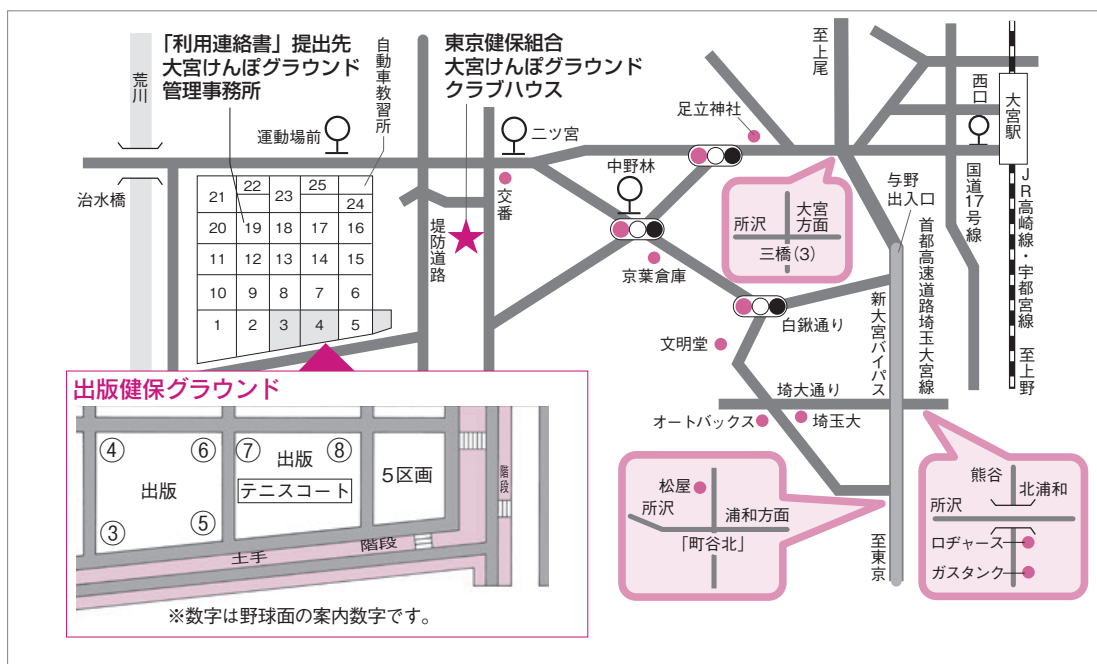 「利用連絡書」提出先
大宮けんぽグラウンド
管理事務所
自動車教習所
東京健保組合
大宮けんぽグラウンド
クラブハウス
荒川
運動場前
二ツ宮
足立神社
至上尾
西口
大宮駅
治水橋
交番
堤防道路
中野林
京葉倉庫
所沢
大宮
方面
三橋(3)
与野
出入口
国道17号線
JR高崎線・宇都宮線
至上野
首都高速道路埼玉大宮線
新大宮バイパス
白鍬通り
文明堂
埼大通り
オートバックス
埼玉大
至東京
21
22
23
25
24
20
19
18
17
16
11
12
13
14
15
10
9
8
7
6
1
2
3
4
5
出版健保グラウンド
④
⑥
⑦
⑧
出版
出版
テニスコート
5区画
③
⑤
階段
土手
階段
※数字は野球面の案内数字です。
松屋
所沢
浦和方面
「町谷北」
熊谷
北浦和
所沢
ロヂャース
ガスタンク